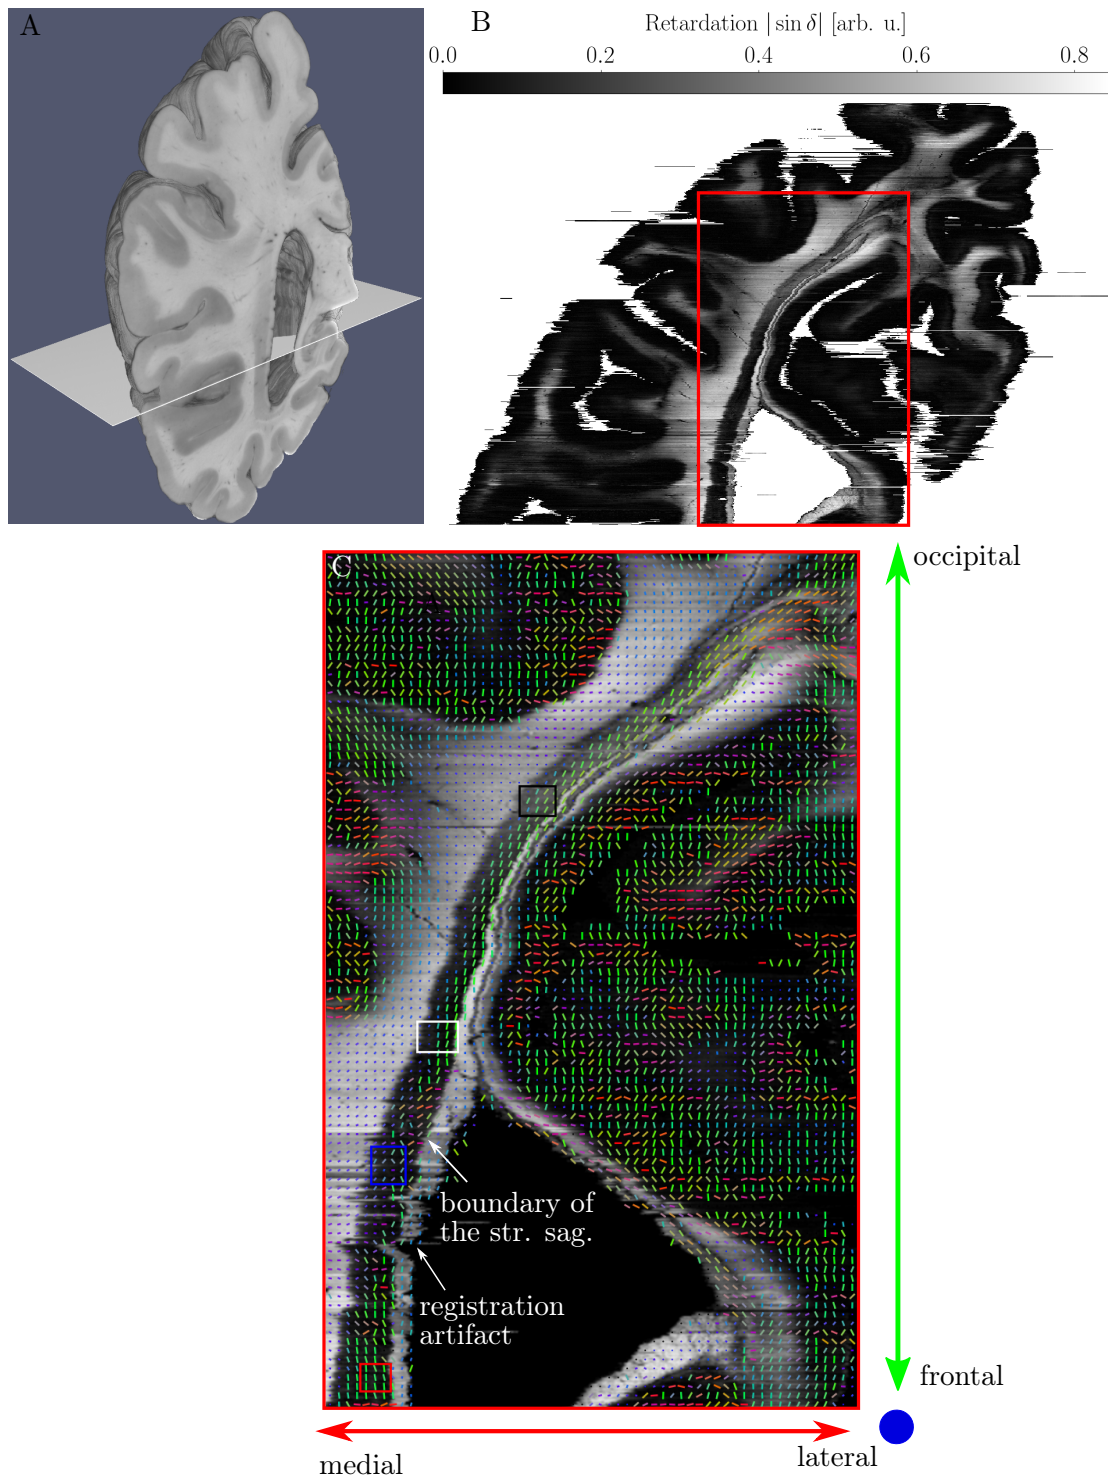 A
B
Retardation | sin δ| [arb. u.]
0.0 0.2 0.4 0.6 0.8
C
occipital
boundary of
the str. sag.
registration
artifact
frontal
medial
lateral